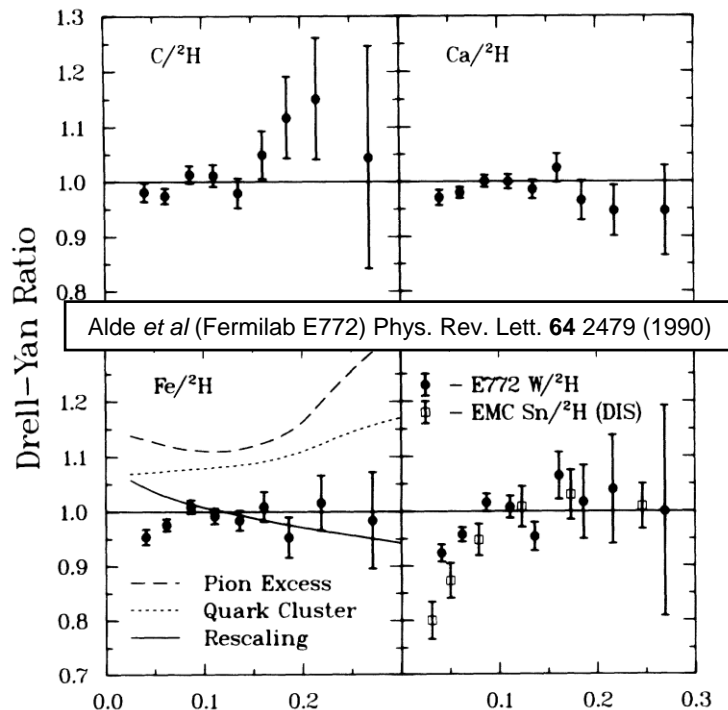 Drell-Yan Ratio
1.3
1.2
1.1
1.0
0.9
0.8
C/²H
Ca/²H
Alde et al (Fermilab E772) Phys. Rev. Lett. 64 2479 (1990)
1.2
1.1
1.0
0.9
0.8
0.7
Fe/²H
– – – Pion Excess
········ Quark Cluster
—— Rescaling
● – E772 W/²H
□ – EMC Sn/²H (DIS)
0.0 0.1 0.2
0.1 0.2 0.3